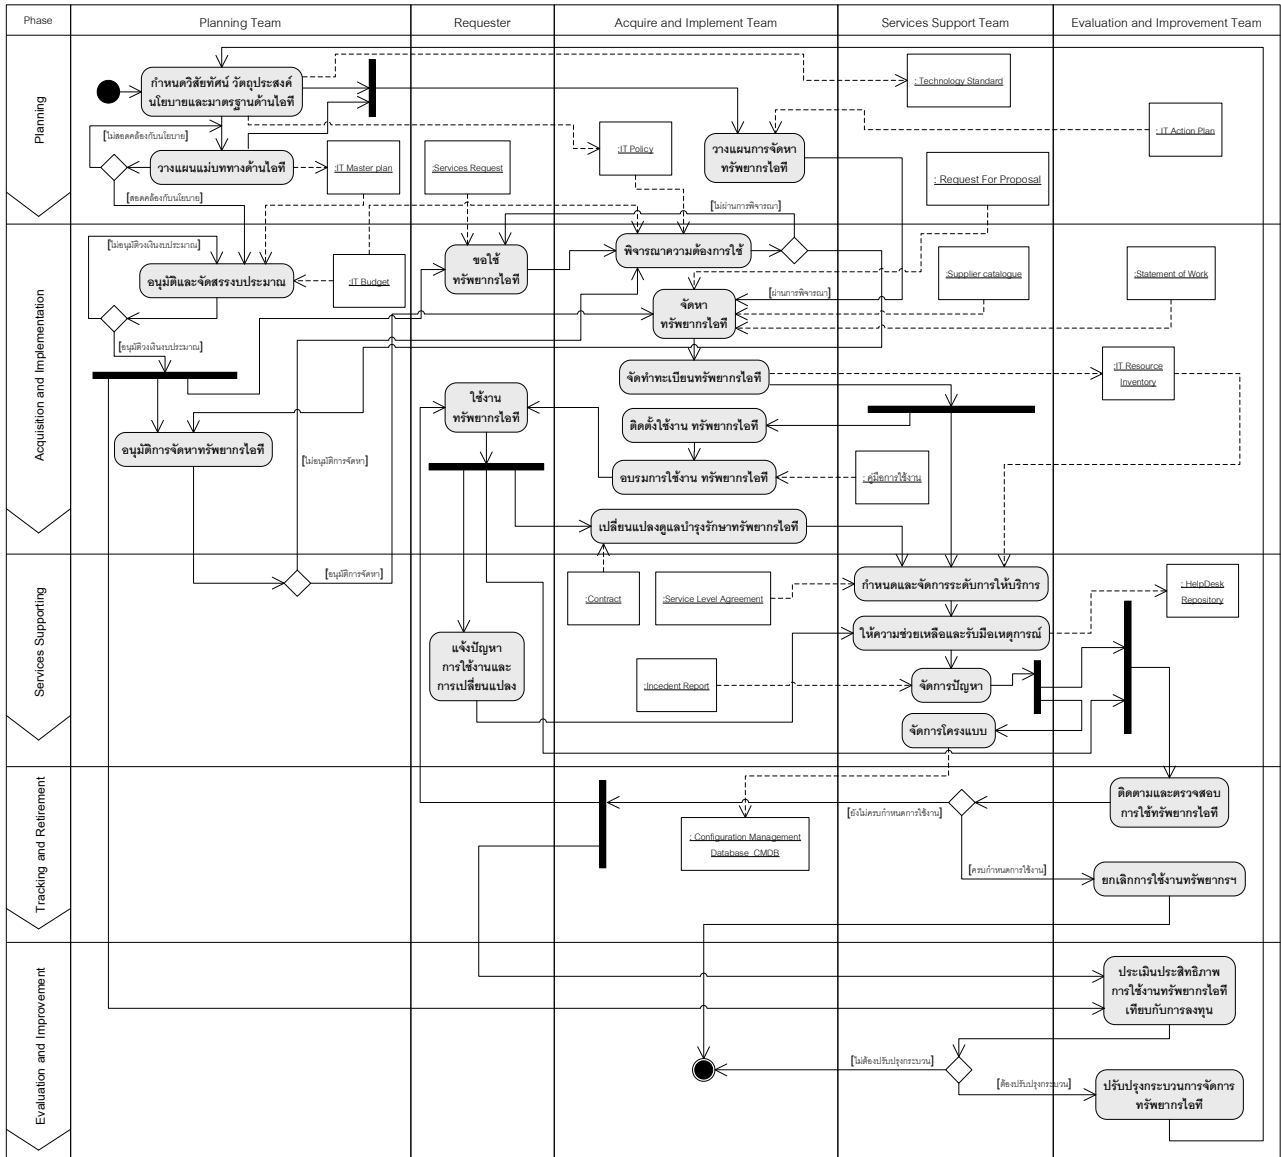 Phase
Planning Team
Requester
Acquire and Implement Team
Services Support Team
Evaluation and Improvement Team
Planning
กำหนดวิสัยทัศน์ วัตถุประสงค์
นโยบายและมาตรฐานด้านไอที
: Technology Standard
: IT Action Plan
[ไม่สอดคล้องกับนโยบาย]
วางแผนแม่บททางด้านไอที
:IT Master plan
:Services Request
:IT Policy
วางแผนการจัดหา
ทรัพยากรไอที
: Request For Proposal
[สอดคล้องกับนโยบาย]
[ไม่ผ่านการพิจารณา]
Acquisition and Implementation
[ไม่อนุมัติวงเงินงบประมาณ]
อนุมัติและจัดสรรงบประมาณ
:IT Budget
ขอใช้
ทรัพยากรไอที
พิจารณาความต้องการใช้
[ผ่านการพิจารณา]
:Supplier catalogue
:Statement of Work
จัดหา
ทรัพยากรไอที
[อนุมัติวงเงินงบประมาณ]
จัดทำทะเบียนทรัพยากรไอที
:IT Resource
Inventory
ใช้งาน
ทรัพยากรไอที
ติดตั้งใช้งาน ทรัพยากรไอที
อนุมัติการจัดหาทรัพยากรไอที
[ไม่อนุมัติการจัดหา]
อบรมการใช้งาน ทรัพยากรไอที
: คู่มือการใช้งาน
เปลี่ยนแปลงดูแลบำรุงรักษาทรัพยากรไอที
Services Supporting
[อนุมัติการจัดหา]
:Contract
:Service Level Agreement
กำหนดและจัดการระดับการให้บริการ
: HelpDesk
Repository
ให้ความช่วยเหลือและรับมือเหตุการณ์
แจ้งปัญหา
การใช้งานและ
การเปลี่ยนแปลง
:Incedent Report
จัดการปัญหา
จัดการโครงแบบ
Tracking and Retirement
[ยังไม่ครบกำหนดการใช้งาน]
ติดตามและตรวจสอบ
การใช้ทรัพยากรไอที
: Configuration Management
Database CMDB
[ครบกำหนดการใช้งาน]
ยกเลิกการใช้งานทรัพยากรฯ
Evaluation and Improvement
ประเมินประสิทธิภาพ
การใช้งานทรัพยากรไอที
เทียบกับการลงทุน
[ไม่ต้องปรับปรุงกระบวน]
[ต้องปรับปรุงกระบวน]
ปรับปรุงกระบวนการจัดการ
ทรัพยากรไอที